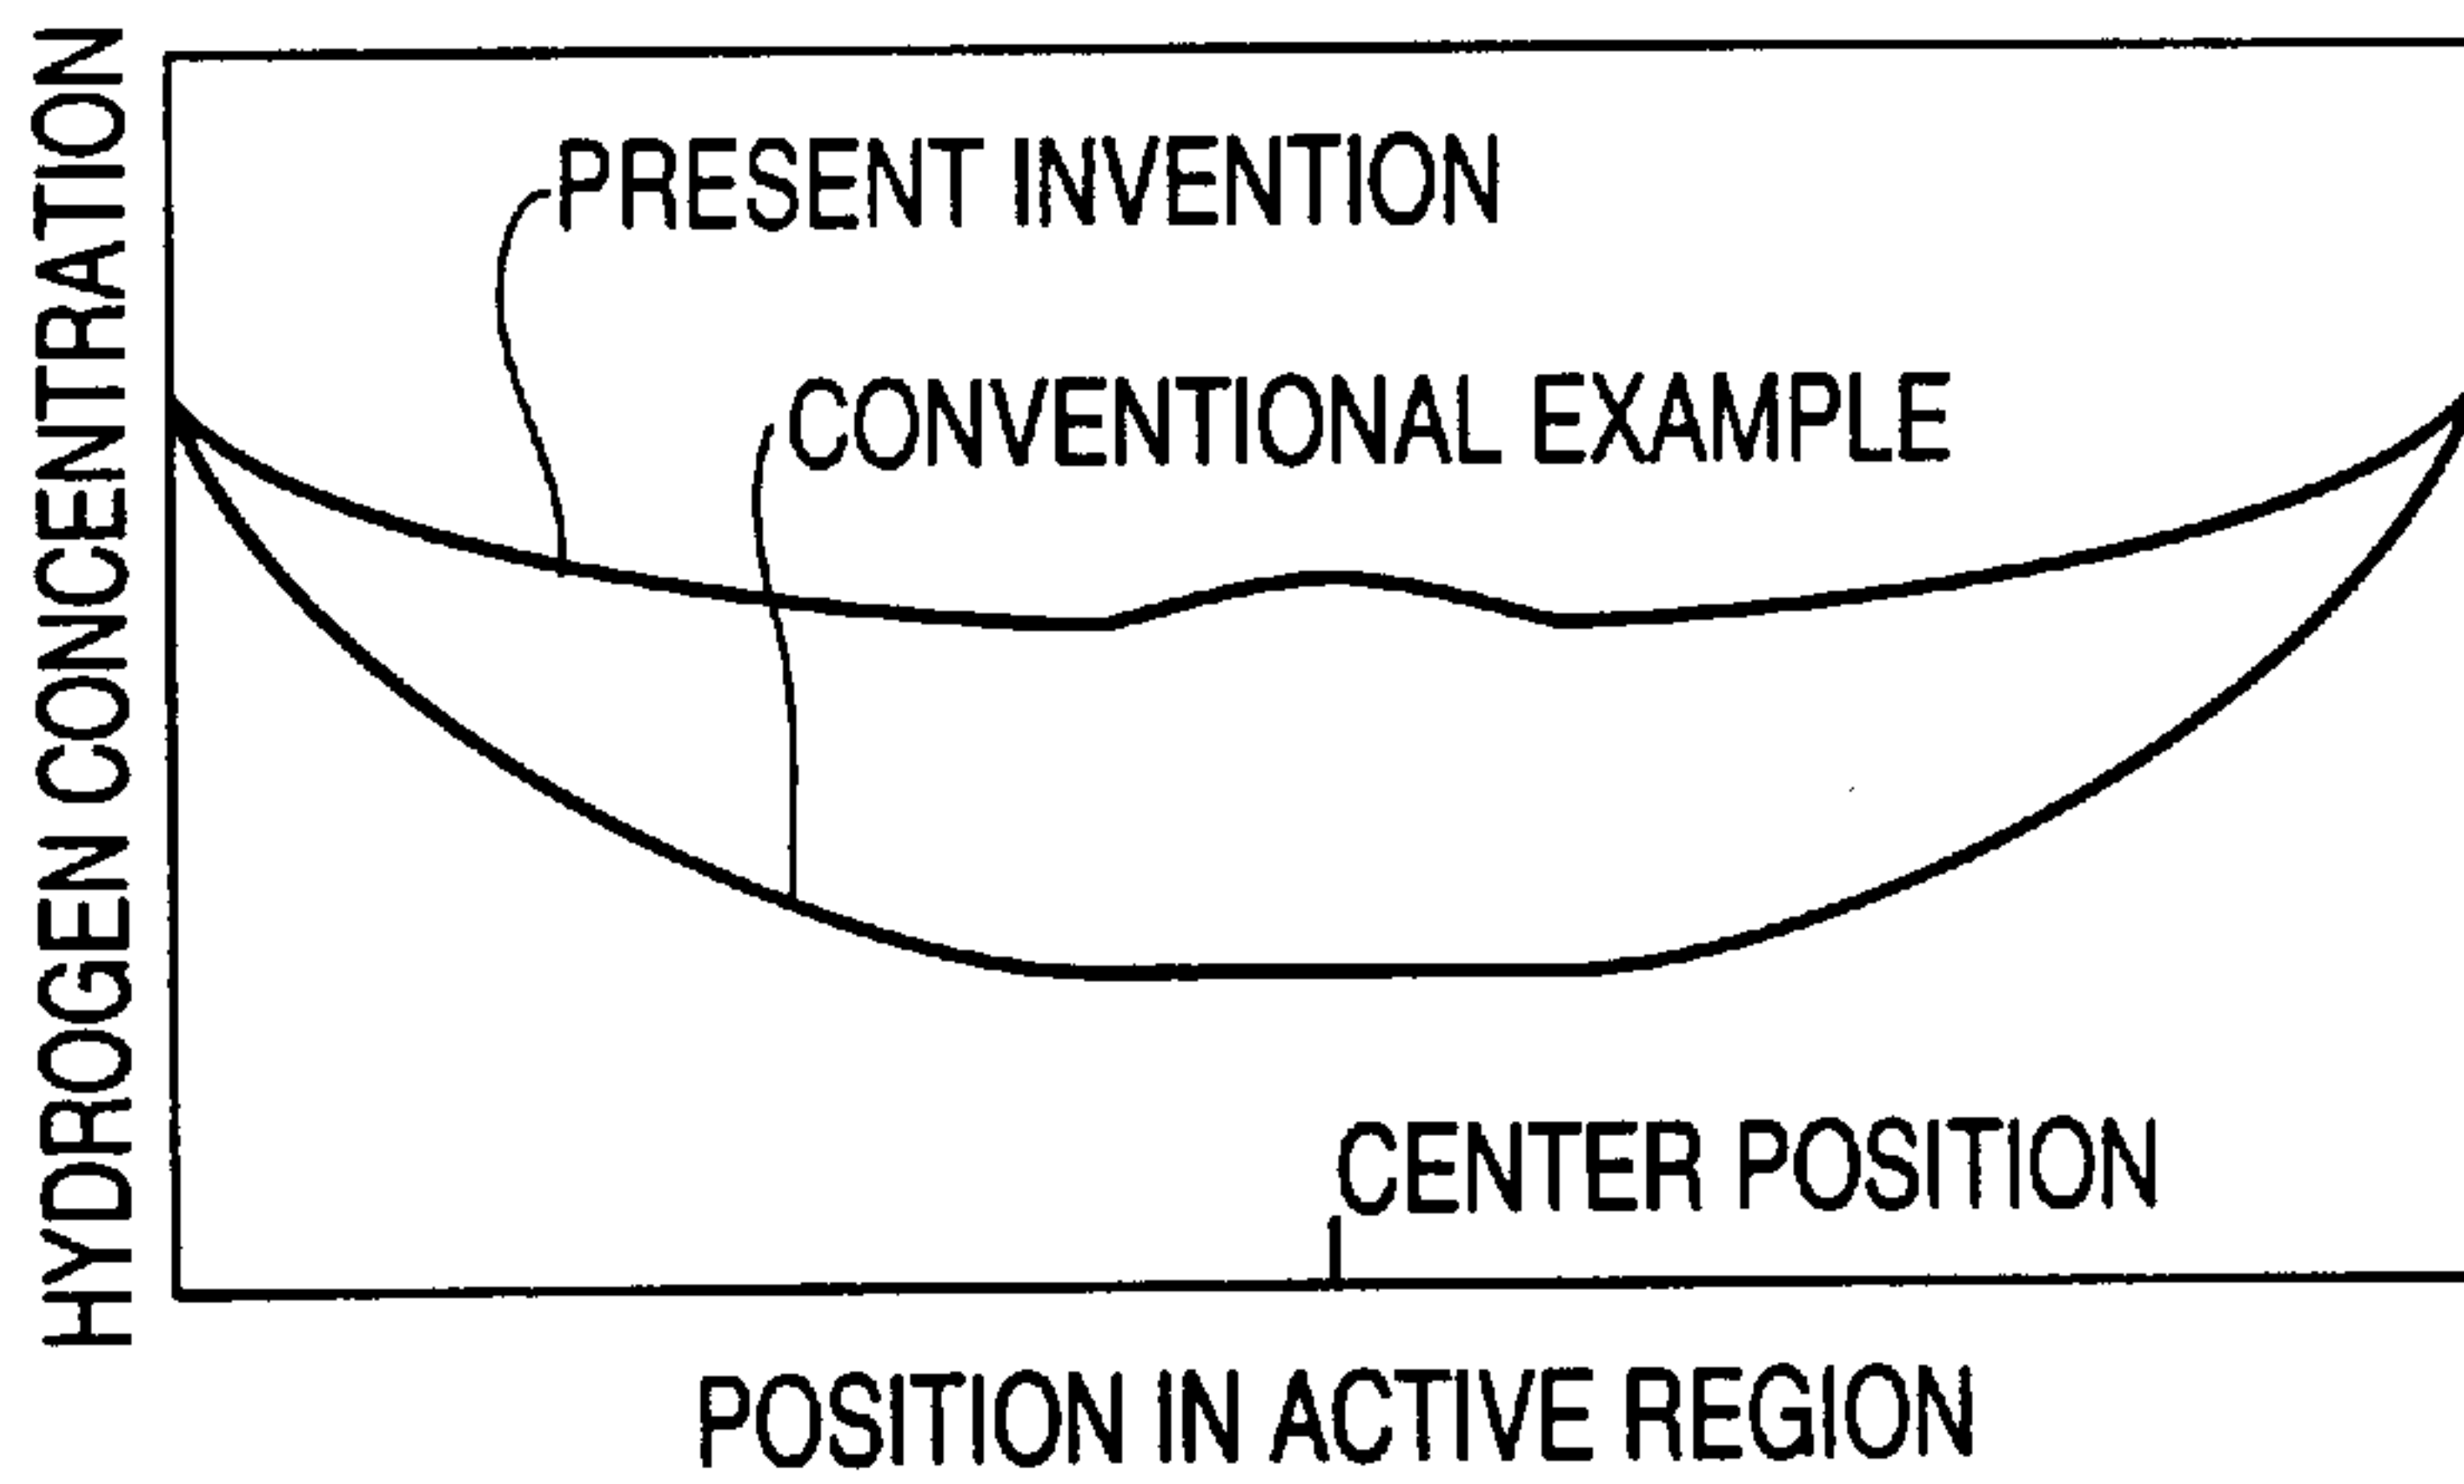 HYDROGEN CONCENTRATION
PRESENT INVENTION
CONVENTIONAL EXAMPLE
CENTER POSITION
POSITION IN ACTIVE REGION